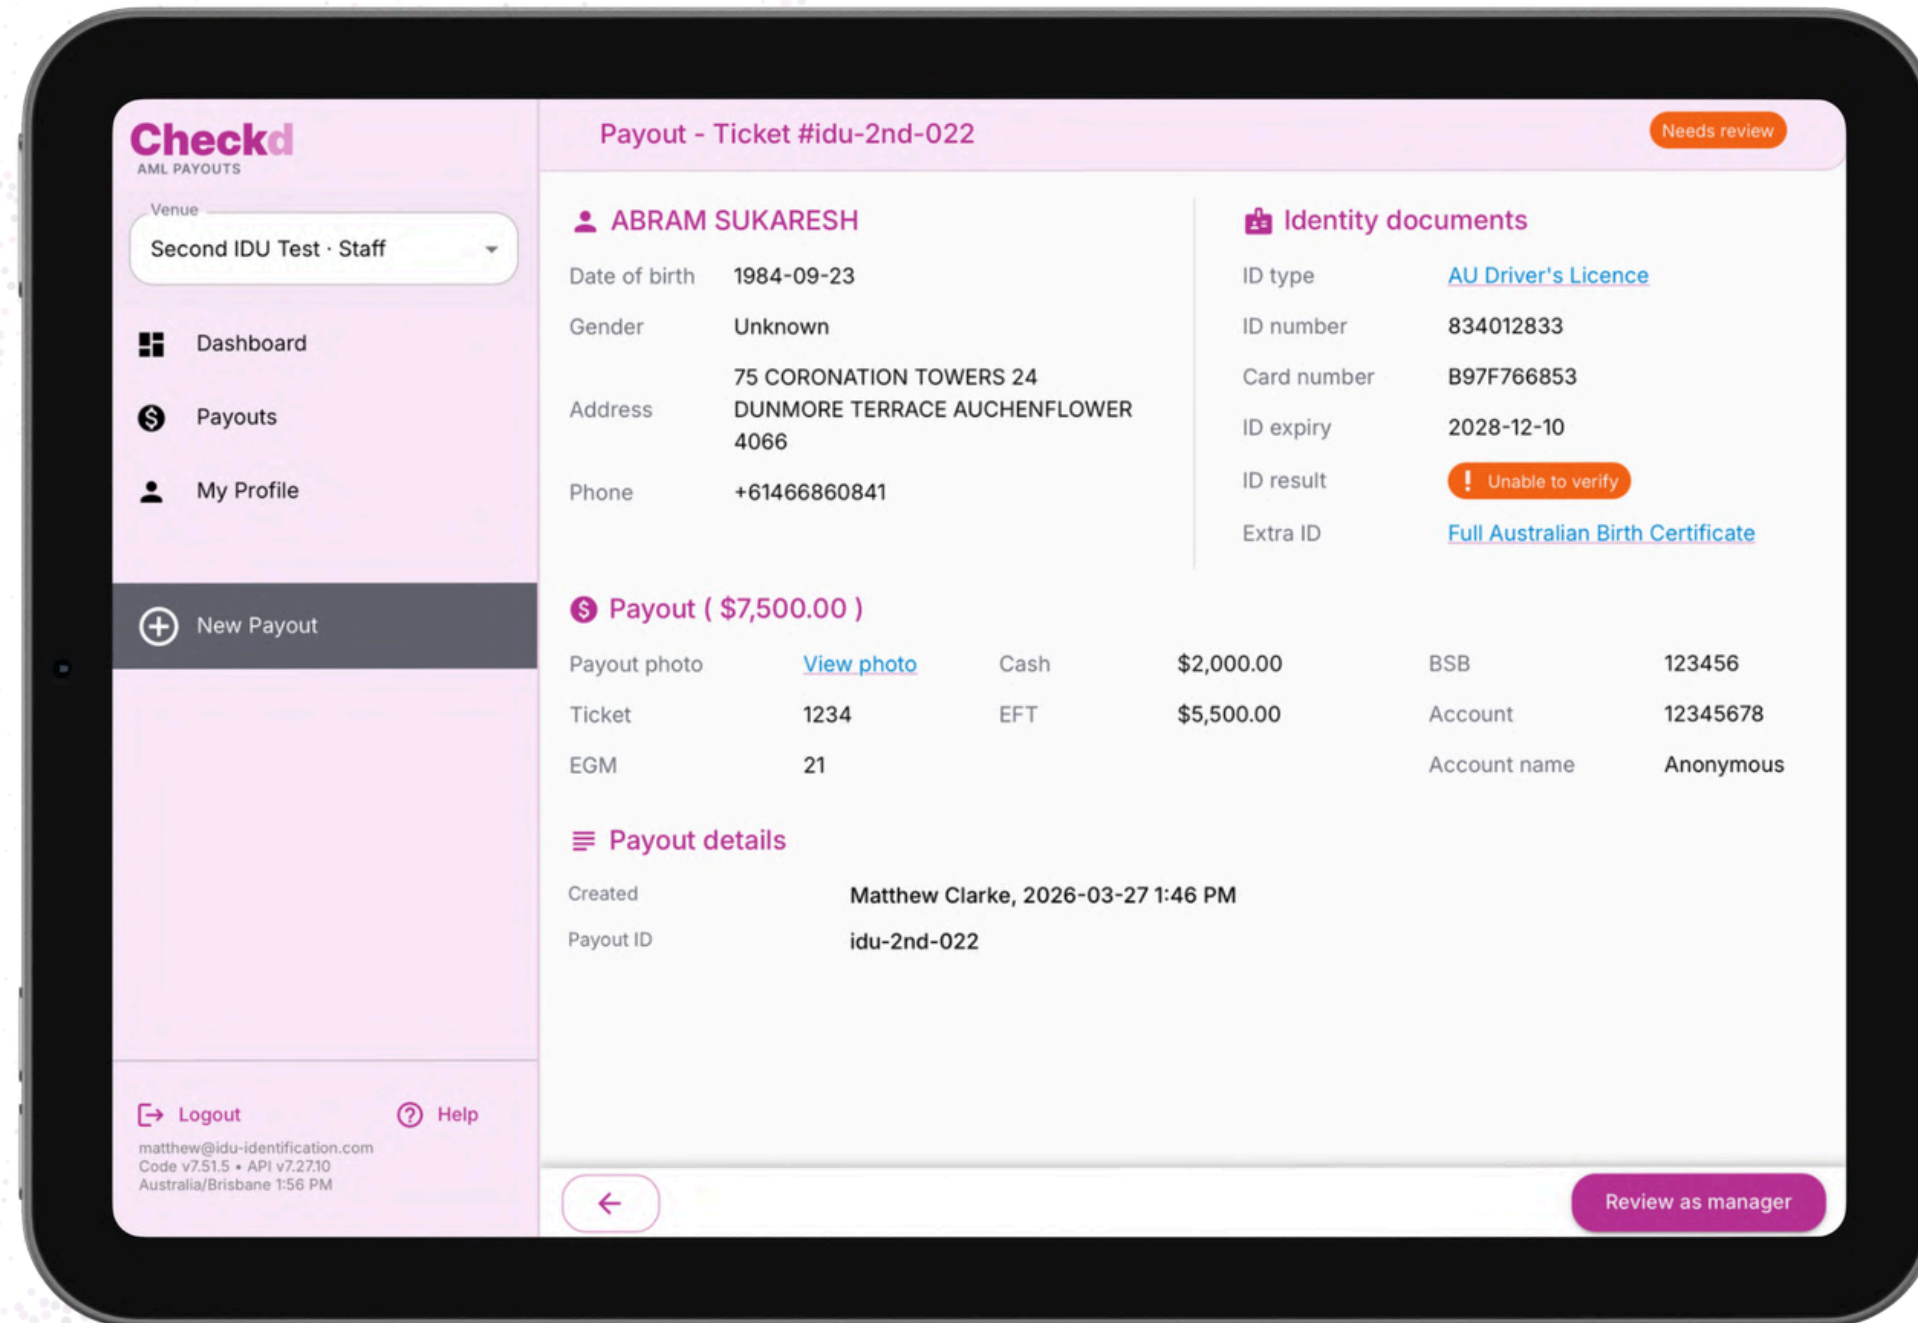 Checkd
AML PAYOUTS
Venue
Second IDU Test · Staff
Dashboard
Payouts
My Profile
New Payout
Logout
Help
matthew@idu-identification.com
Code v7.51.5 • API v7.27.10
Australia/Brisbane 1:56 PM
Payout - Ticket #idu-2nd-022
Needs review
ABRAM SUKARESH
Date of birth 1984-09-23
Gender Unknown
Address 75 CORONATION TOWERS 24
DUNMORE TERRACE AUCHENFLOWER
4066
Phone +61466860841
Identity documents
ID type AU Driver's Licence
ID number 834012833
Card number B97F766853
ID expiry 2028-12-10
ID result ! Unable to verify
Extra ID Full Australian Birth Certificate
Payout ( $7,500.00 )
Payout photo View photo Cash $2,000.00 BSB 123456
Ticket 1234 EFT $5,500.00 Account 12345678
EGM 21 Account name Anonymous
Payout details
Created Matthew Clarke, 2026-03-27 1:46 PM
Payout ID idu-2nd-022
Review as manager